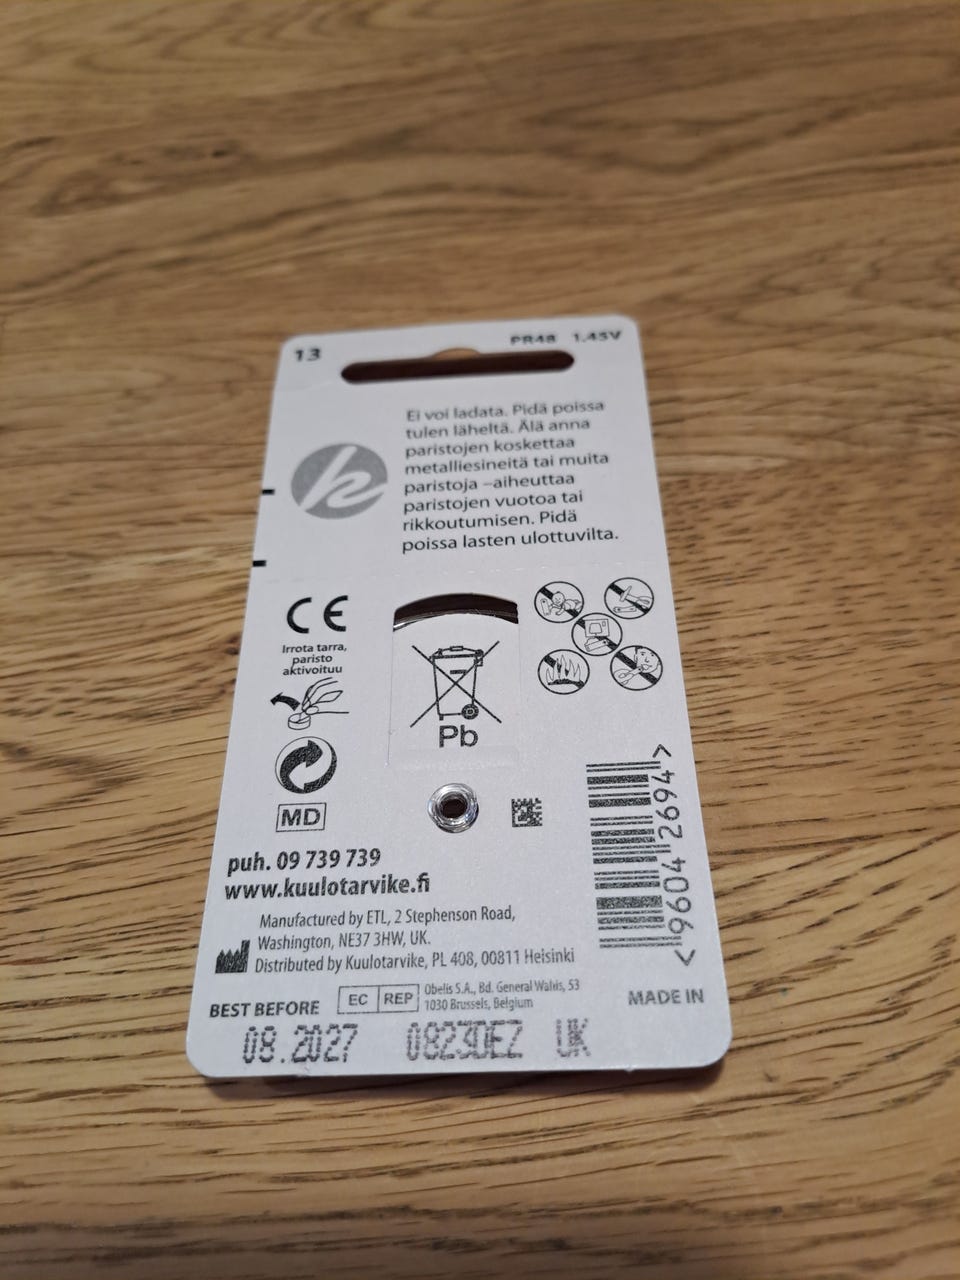 13
PR48 1.45V
Ei voi ladata. Pidä poissa
tulen läheltä. Älä anna
paristojen koskettaa
metalliesineitä tai muita
paristoja –aiheuttaa
paristojen vuotoa tai
rikkoutumisen. Pidä
poissa lasten ulottuvilta.
k
CE
Irrota tarra,
paristo
aktivoituu
Pb
MD
<9604 2694>
puh. 09 739 739
www.kuulotarvike.fi
Manufactured by ETL, 2 Stephenson Road,
Washington, NE37 3HW, UK.
Distributed by Kuulotarvike, PL 408, 00811 Helsinki
EC REP
Obelis S.A., Bd. General Wahis, 53
1030 Brussels, Belgium
BEST BEFORE
MADE IN
08.2027 0823DEZ UK